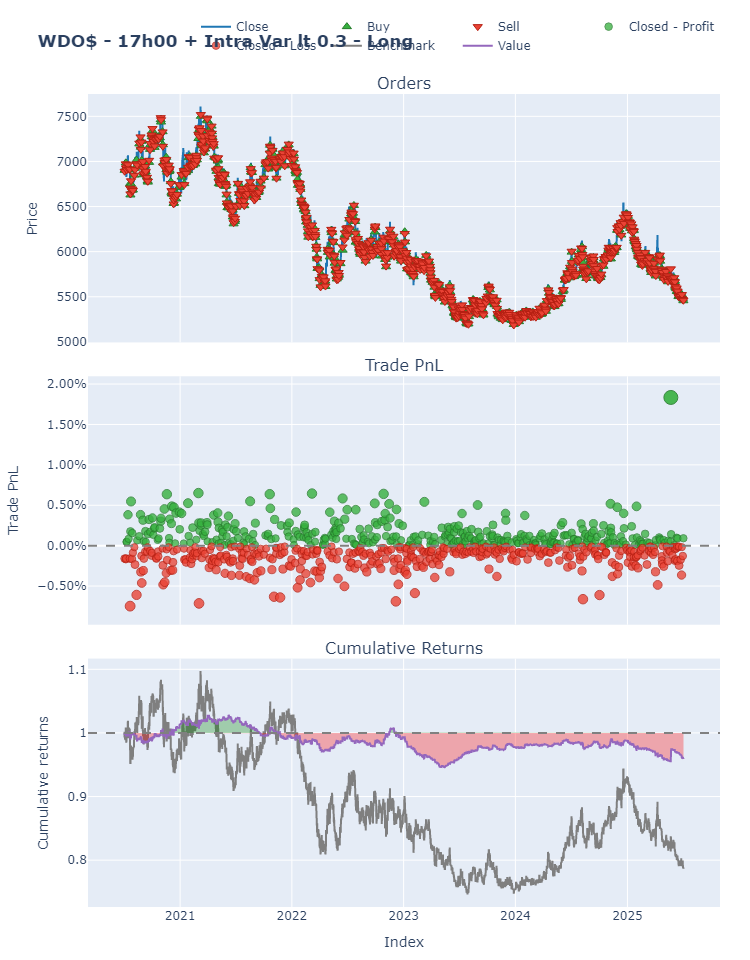 Close Buy Sell Closed - Profit
Closed - Loss Benchmark Value
WDO$ - 17h00 + Intra Var lt 0.3 - Long
Orders
7500
7000
6500
6000
5500
5000
Price
Trade PnL
2.00%
1.50%
1.00%
0.50%
0.00%
−0.50%
Trade PnL
Cumulative Returns
1.1
1
0.9
0.8
Cumulative returns
2021 2022 2023 2024 2025
Index